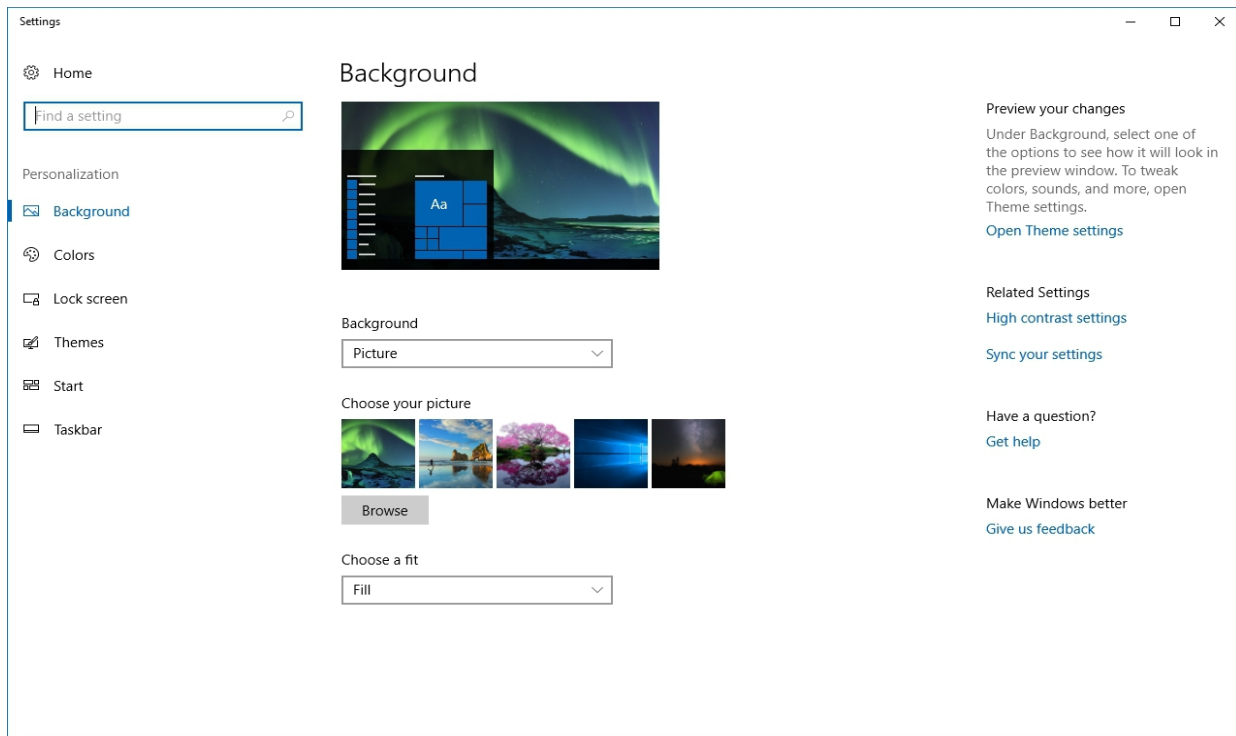 Settings
Home
Find a setting
Personalization
Background
Colors
Lock screen
Themes
Start
Taskbar
Background
Aa
Background
Picture
Choose your picture
Browse
Choose a fit
Fill
Preview your changes
Under Background, select one of
the options to see how it will look in
the preview window. To tweak
colors, sounds, and more, open
Theme settings.
Open Theme settings
Related Settings
High contrast settings
Sync your settings
Have a question?
Get help
Make Windows better
Give us feedback